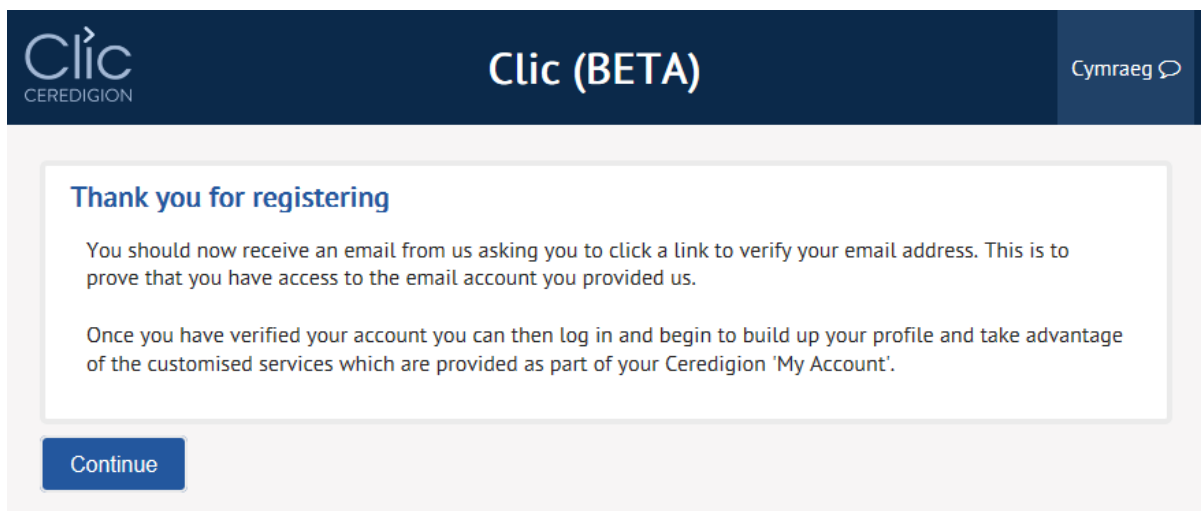 Clic
CEREDIGION
Clic (BETA)
Cymraeg
Thank you for registering
You should now receive an email from us asking you to click a link to verify your email address. This is to
prove that you have access to the email account you provided us.
Once you have verified your account you can then log in and begin to build up your profile and take advantage
of the customised services which are provided as part of your Ceredigion 'My Account'.
Continue